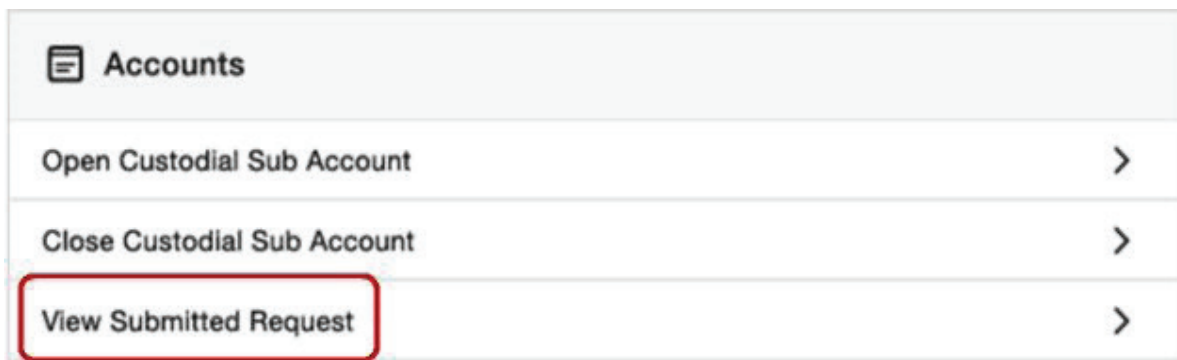 Accounts
Open Custodial Sub Account
Close Custodial Sub Account
View Submitted Request